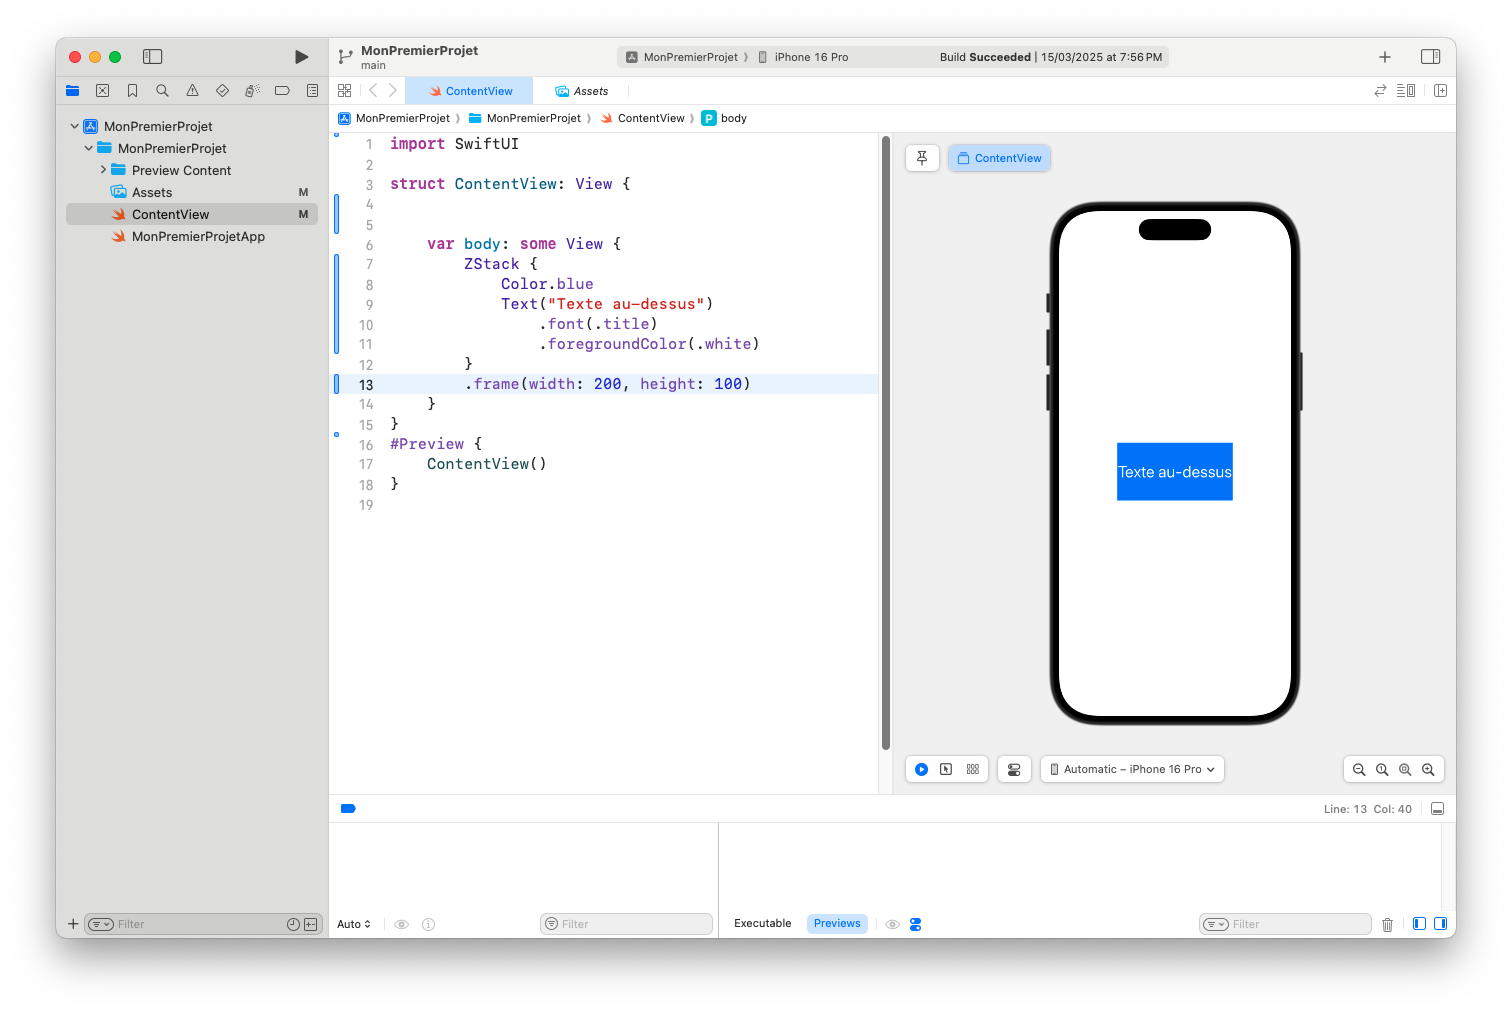 MonPremierProjet
main
MonPremierProjet
iPhone 16 Pro
Build Succeeded | 15/03/2025 at 7:56 PM
ContentView
Assets
MonPremierProjet
MonPremierProjet
ContentView
P body
MonPremierProjet
MonPremierProjet
Preview Content
Assets M
ContentView M
MonPremierProjetApp
1 import SwiftUI
2
3 struct ContentView: View {
4
5
6 var body: some View {
7 ZStack {
8 Color.blue
9 Text("Texte au-dessus")
10 .font(.title)
11 .foregroundColor(.white)
12 }
13 .frame(width: 200, height: 100)
14 }
15 }
16 #Preview {
17 ContentView()
18 }
19
ContentView
Texte au-dessus
Automatic – iPhone 16 Pro
Line: 13 Col: 40
Filter
Auto
Filter
Executable
Previews
Filter